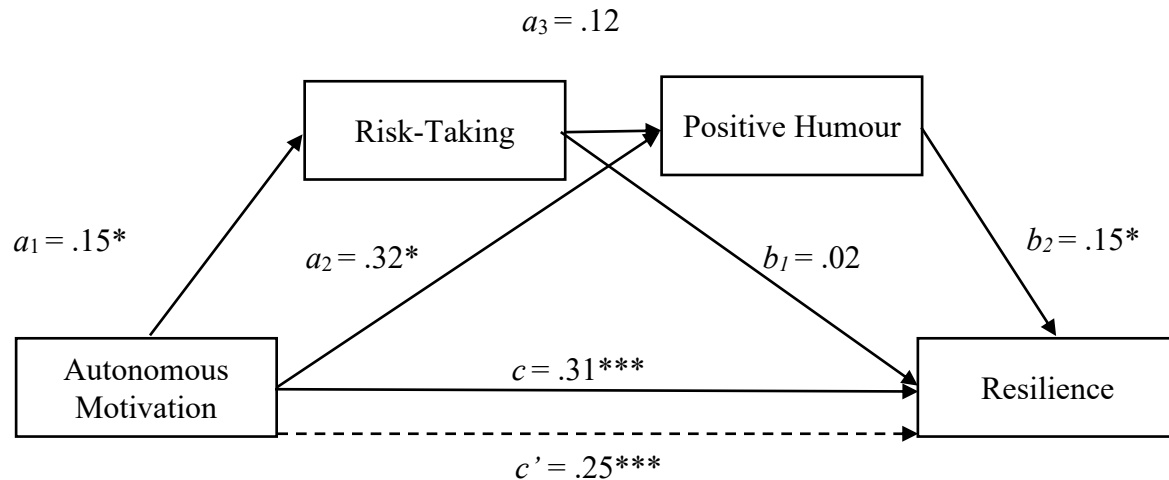 a₃ = .12
Risk-Taking
Positive Humour
a₁ = .15*
a₂ = .32*
b₁ = .02
b₂ = .15*
Autonomous
Motivation
c = .31***
Resilience
c’ = .25***